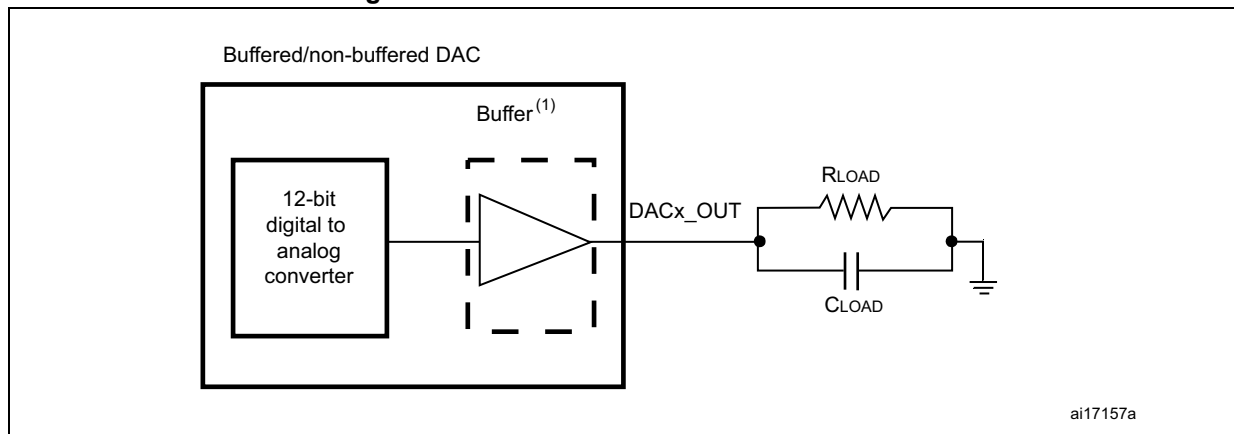 Buffered/non-buffered DAC
Buffer(1)
12-bit
digital to
analog
converter
DACx_OUT
RLOAD
CLOAD
ai17157a